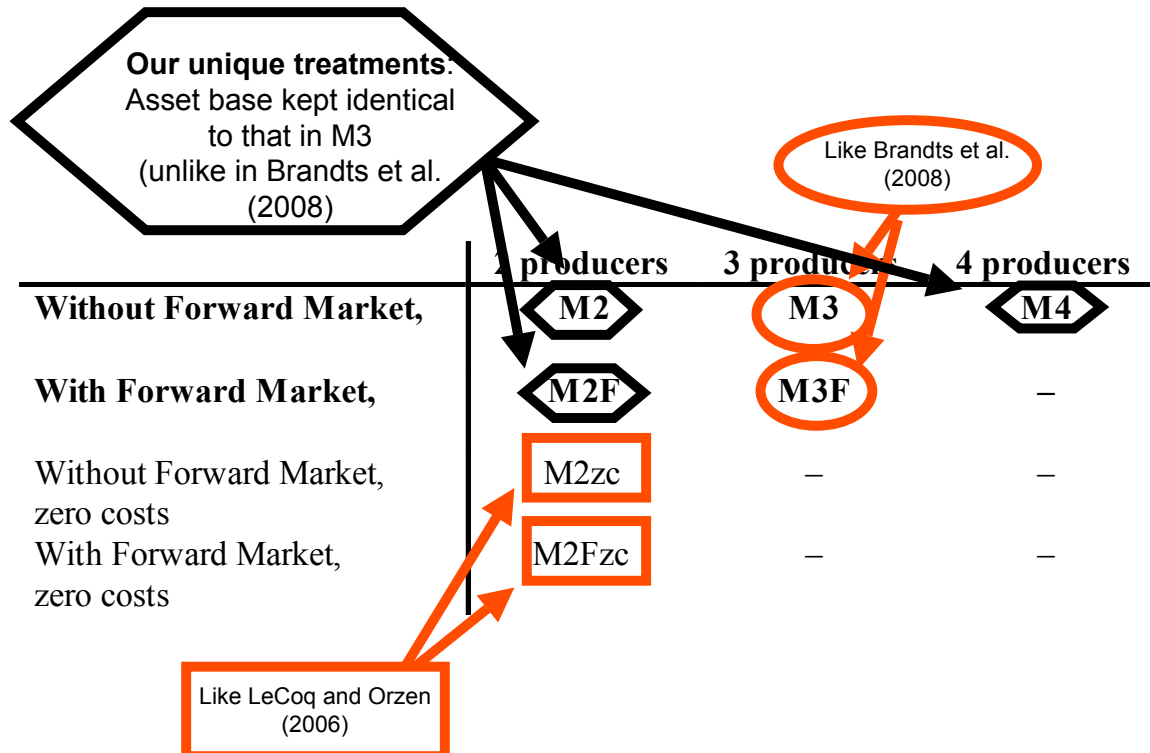 Our unique treatments:
Asset base kept identical
to that in M3
(unlike in Brandts et al.
(2008)
Like Brandts et al.
(2008)
2 producers 3 producers 4 producers
Without Forward Market, M2 M3 M4
With Forward Market, M2F M3F –
Without Forward Market, M2zc – –
zero costs
With Forward Market, M2Fzc – –
zero costs
Like LeCoq and Orzen
(2006)